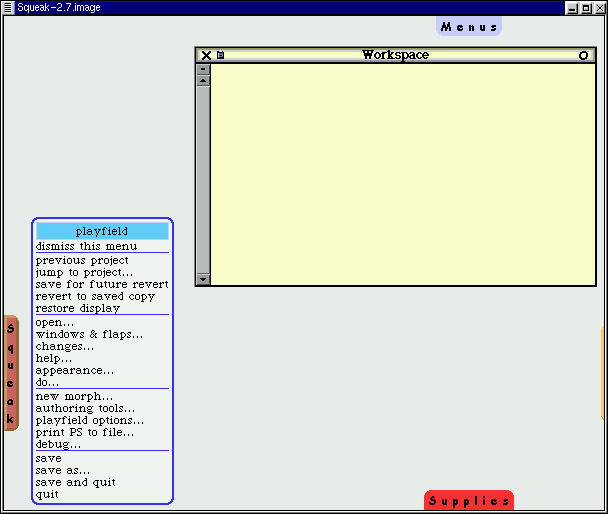 Squeak-2.7.image
Menus
Workspace
playfield
dismiss this menu
previous project
jump to project...
save for future revert
revert to saved copy
restore display
open...
windows & flaps...
changes...
help...
appearance...
do...
new morph...
authoring tools...
playfield options...
print PS to file...
debug...
save
save as...
save and quit
quit
Squeak
Supplies